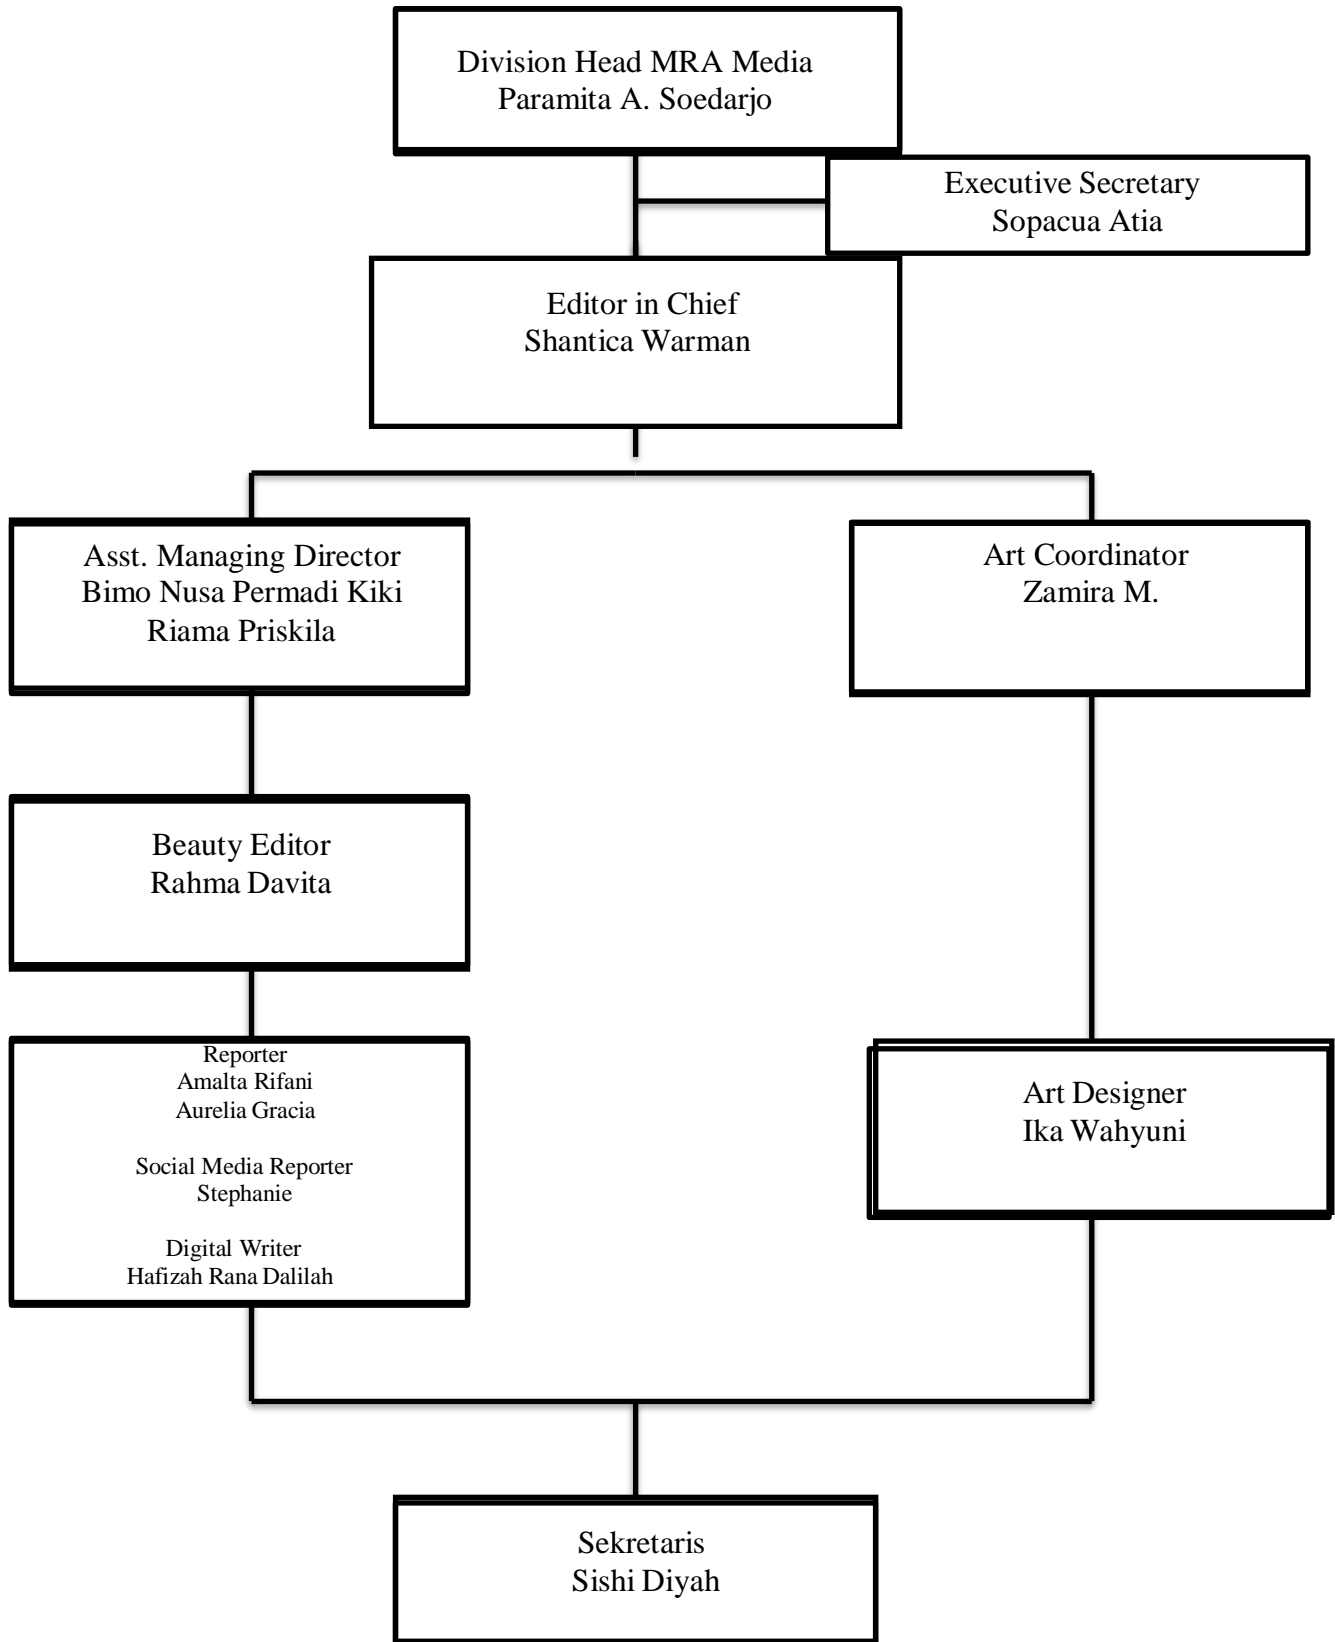 Division Head MRA Media
Paramita A. Soedarjo
Executive Secretary
Sopacua Atia
Editor in Chief
Shantica Warman
Asst. Managing Director
Bimo Nusa Permadi Kiki
Riama Priskila
Art Coordinator
Zamira M.
Beauty Editor
Rahma Davita
Reporter
Amalta Rifani
Aurelia Gracia
Social Media Reporter
Stephanie
Digital Writer
Hafizah Rana Dalilah
Art Designer
Ika Wahyuni
Sekretaris
Sishi Diyah